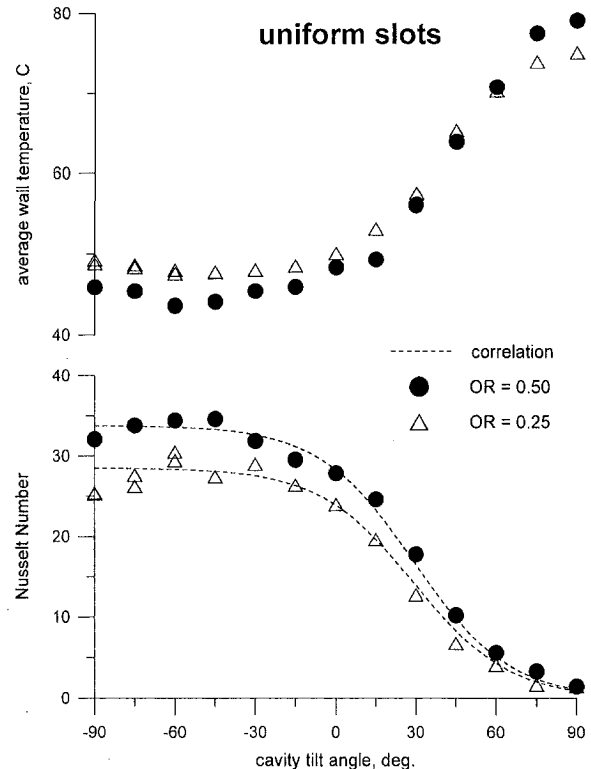 uniform slots
80
60
40
average wall temperature, C
correlation
OR = 0.50
OR = 0.25
40
30
20
10
0
Nusselt Number
-90 -60 -30 0 30 60 90
cavity tilt angle, deg.